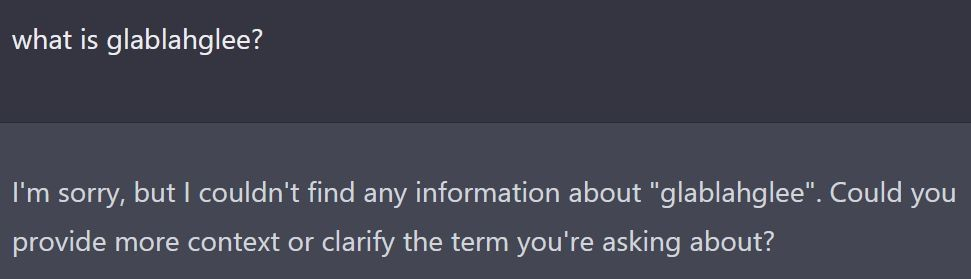 what is glablahglee?
I'm sorry, but I couldn't find any information about "glablahglee". Could you
provide more context or clarify the term you're asking about?